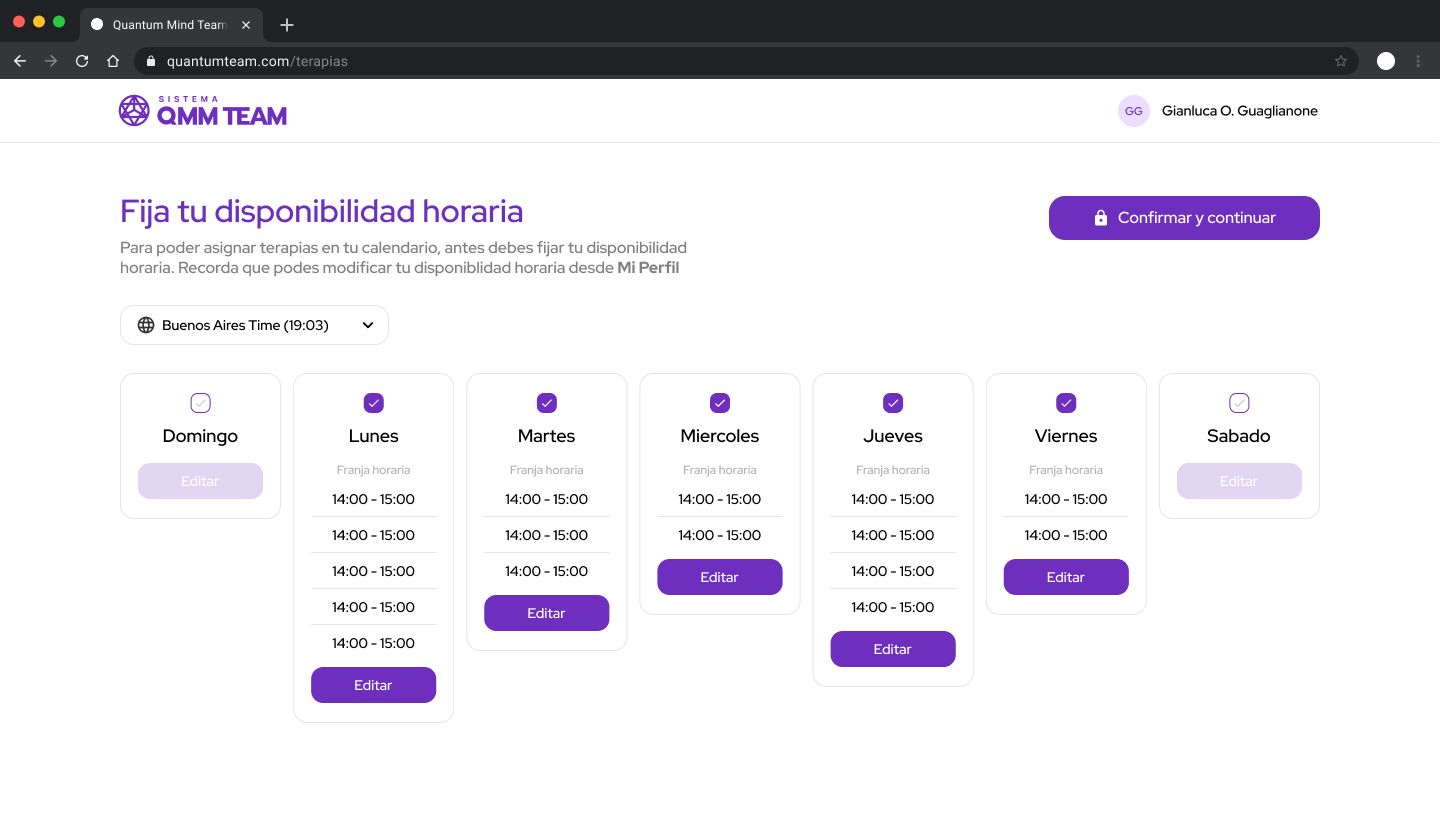 Quantum Mind Team
quantumteam.com/terapias
SISTEMA
QMM TEAM
GG
Gianluca O. Guaglianone
Fija tu disponibilidad horaria
Confirmar y continuar
Para poder asignar terapias en tu calendario, antes debes fijar tu disponibilidad
horaria. Recorda que podes modificar tu disponiblidad horaria desde Mi Perfil
Buenos Aires Time (19:03)
Domingo
Editar
Lunes
Franja horaria
14:00 - 15:00
14:00 - 15:00
14:00 - 15:00
14:00 - 15:00
14:00 - 15:00
Editar
Martes
Franja horaria
14:00 - 15:00
14:00 - 15:00
14:00 - 15:00
Editar
Miercoles
Franja horaria
14:00 - 15:00
14:00 - 15:00
Editar
Jueves
Franja horaria
14:00 - 15:00
14:00 - 15:00
14:00 - 15:00
14:00 - 15:00
Editar
Viernes
Franja horaria
14:00 - 15:00
14:00 - 15:00
Editar
Sabado
Editar